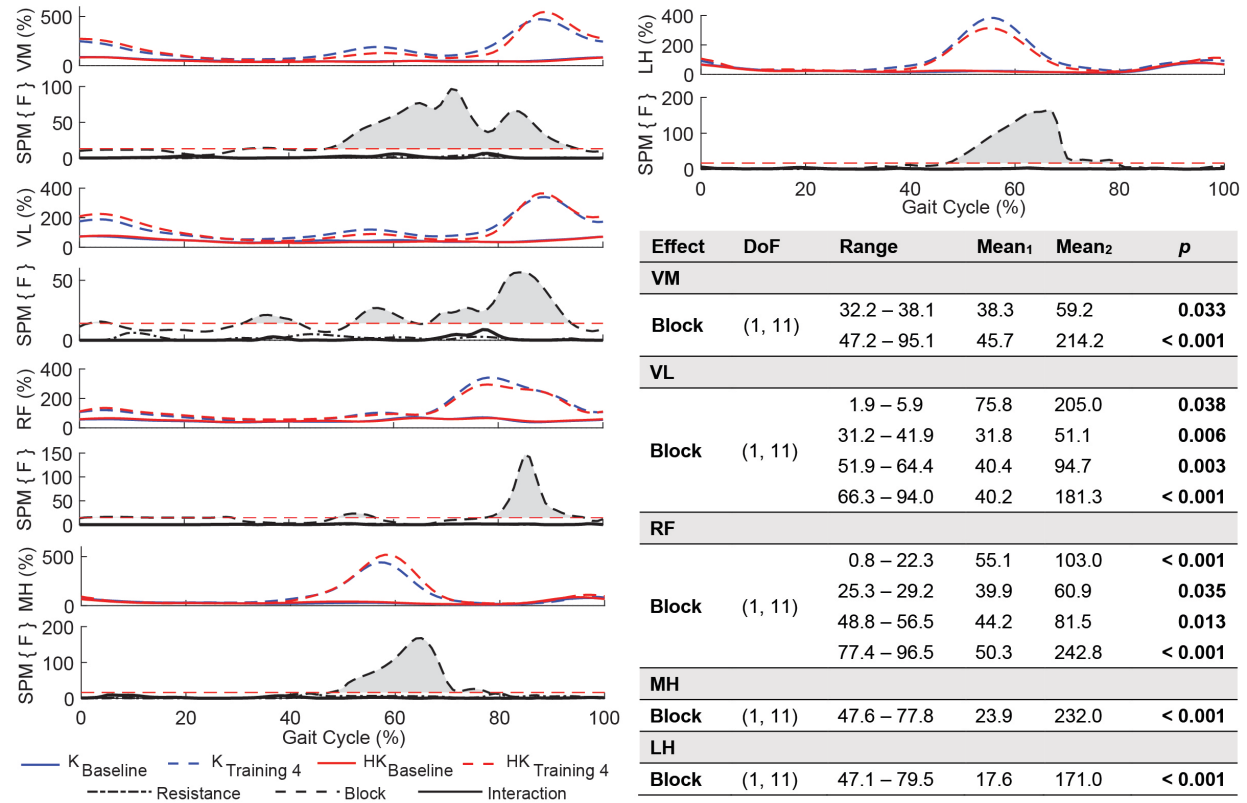 VM (%)
500
0
SPM { F }
100
50
0
VL (%)
400
200
0
SPM { F }
50
0
RF (%)
400
200
0
SPM { F }
150
100
50
0
MH (%)
500
0
SPM { F }
200
100
0
0 20 40 60 80 100
Gait Cycle (%)
K Baseline K Training 4 HK Baseline HK Training 4
Resistance Block Interaction
LH (%)
400
200
0
SPM { F }
200
100
0
0 20 40 60 80 100
Gait Cycle (%)
Effect DoF Range Mean1 Mean2 p
VM
Block (1, 11) 32.2 – 38.1 38.3 59.2 0.033
47.2 – 95.1 45.7 214.2 < 0.001
VL
Block (1, 11) 1.9 – 5.9 75.8 205.0 0.038
31.2 – 41.9 31.8 51.1 0.006
51.9 – 64.4 40.4 94.7 0.003
66.3 – 94.0 40.2 181.3 < 0.001
RF
Block (1, 11) 0.8 – 22.3 55.1 103.0 < 0.001
25.3 – 29.2 39.9 60.9 0.035
48.8 – 56.5 44.2 81.5 0.013
77.4 – 96.5 50.3 242.8 < 0.001
MH
Block (1, 11) 47.6 – 77.8 23.9 232.0 < 0.001
LH
Block (1, 11) 47.1 – 79.5 17.6 171.0 < 0.001